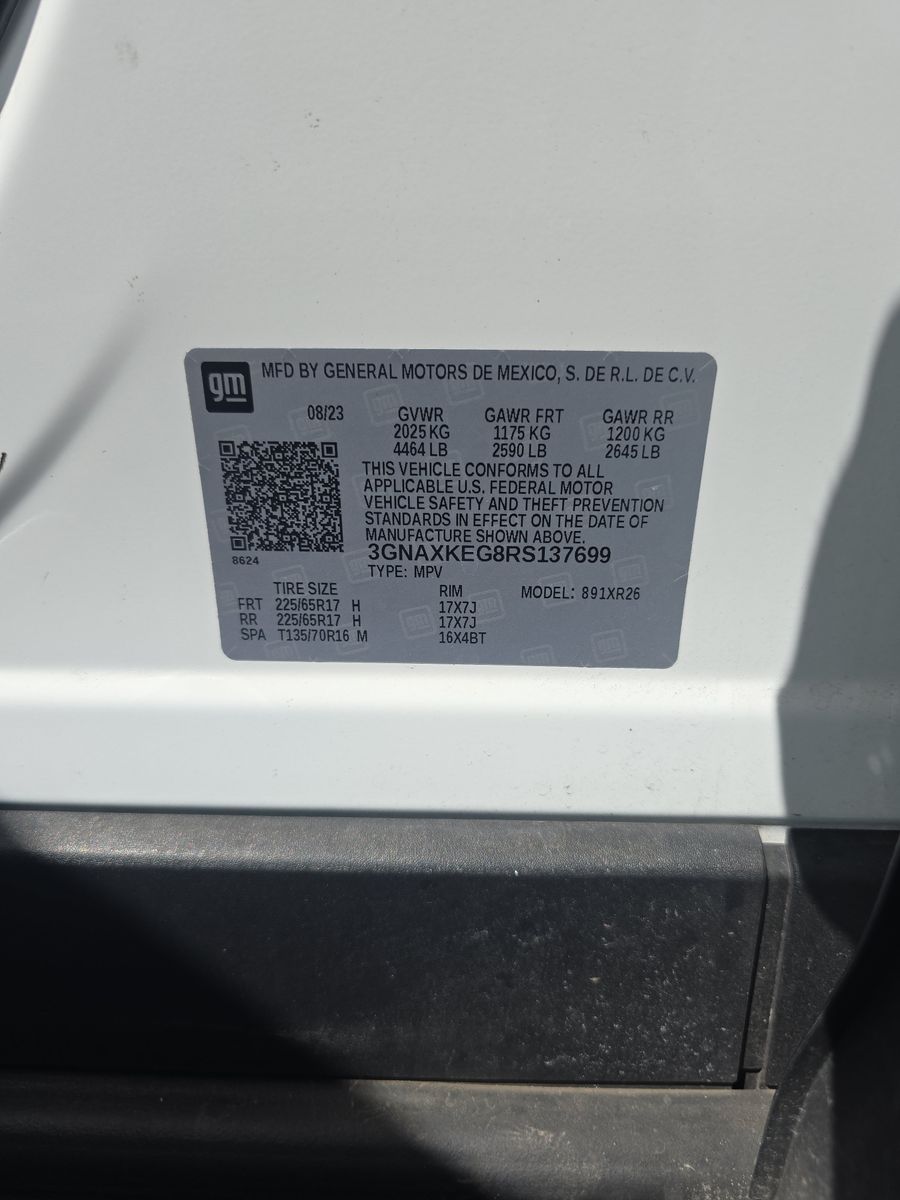 gm MFD BY GENERAL MOTORS DE MEXICO, S. DE R.L. DE C.V.
08/23 GVWR GAWR FRT GAWR RR
2025 KG 1175 KG 1200 KG
4464 LB 2590 LB 2645 LB
THIS VEHICLE CONFORMS TO ALL
APPLICABLE U.S. FEDERAL MOTOR
VEHICLE SAFETY AND THEFT PREVENTION
STANDARDS IN EFFECT ON THE DATE OF
MANUFACTURE SHOWN ABOVE.
3GNAXKEG8RS137699
8624
TYPE: MPV
TIRE SIZE RIM MODEL: 891XR26
FRT 225/65R17 H 17X7J
RR 225/65R17 H 17X7J
SPA T135/70R16 M 16X4BT